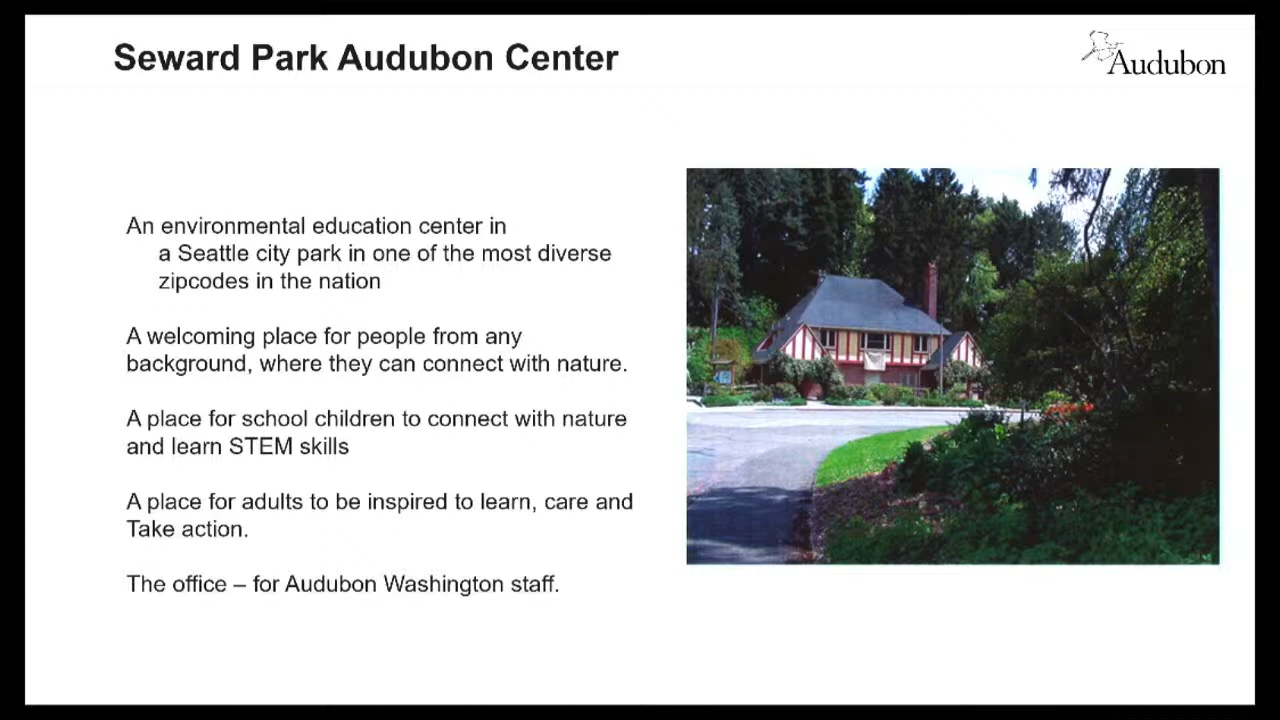 Seward Park Audubon Center
Audubon
An environmental education center in
a Seattle city park in one of the most diverse
zipcodes in the nation
A welcoming place for people from any
background, where they can connect with nature.
A place for school children to connect with nature
and learn STEM skills
A place for adults to be inspired to learn, care and
Take action.
The office – for Audubon Washington staff.